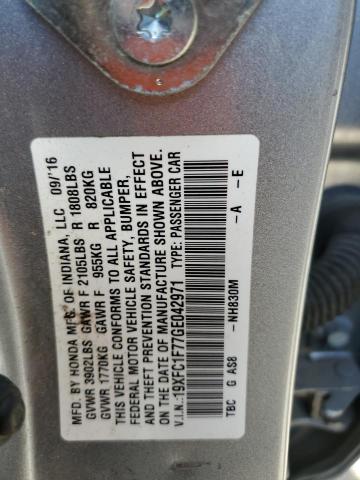 MFD. BY HONDA MFG. OF INDIANA, LLC 09/'16
GVWR 3902LBS GAWR F 2105LBS R 1808LBS
GVWR 1770KG GAWR F 955KG R 820KG
THIS VEHICLE CONFORMS TO ALL APPLICABLE
FEDERAL MOTOR VEHICLE SAFETY, BUMPER,
AND THEFT PREVENTION STANDARDS IN EFFECT
ON THE DATE OF MANUFACTURE SHOWN ABOVE.
V.I.N.: 19XFC1F77GE042971 TYPE: PASSENGER CAR
TBC G AS8 -NH830M -A -E